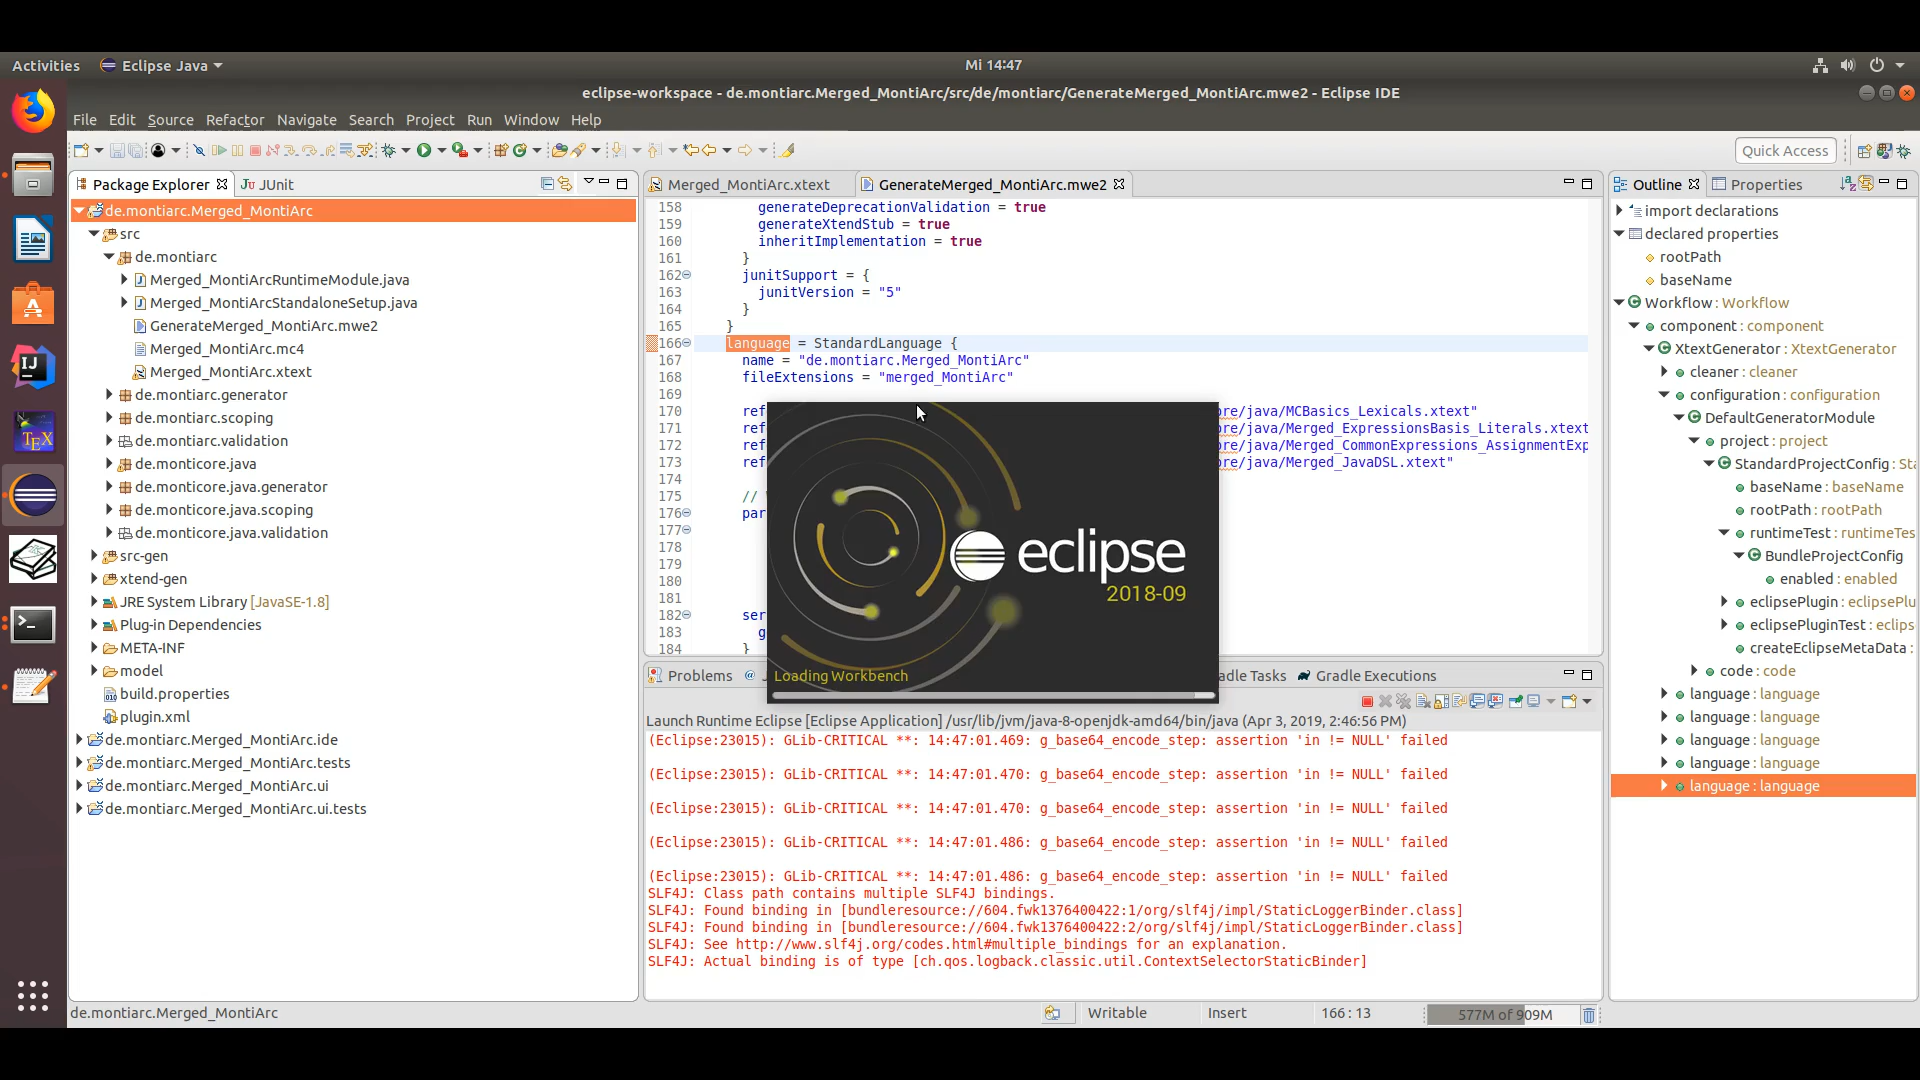 Activities Eclipse Java Mi 14:47
eclipse-workspace - de.montiarc.Merged_MontiArc/src/de/montiarc/GenerateMerged_MontiArc.mwe2 - Eclipse IDE
File Edit Source Refactor Navigate Search Project Run Window Help
Quick Access
Package Explorer JUnit
de.montiarc.Merged_MontiArc
src
de.montiarc
Merged_MontiArcRuntimeModule.java
Merged_MontiArcStandaloneSetup.java
GenerateMerged_MontiArc.mwe2
Merged_MontiArc.mc4
Merged_MontiArc.xtext
de.montiarc.generator
de.montiarc.scoping
de.montiarc.validation
de.monticore.java
de.monticore.java.generator
de.monticore.java.scoping
de.monticore.java.validation
src-gen
xtend-gen
JRE System Library [JavaSE-1.8]
Plug-in Dependencies
META-INF
model
build.properties
plugin.xml
de.montiarc.Merged_MontiArc.ide
de.montiarc.Merged_MontiArc.tests
de.montiarc.Merged_MontiArc.ui
de.montiarc.Merged_MontiArc.ui.tests
Merged_MontiArc.xtext GenerateMerged_MontiArc.mwe2
158 generateDeprecationValidation = true
159 generateXtendStub = true
160 inheritImplementation = true
161 }
162 junitSupport = {
163 junitVersion = "5"
164 }
165 }
166 language = StandardLanguage {
167 name = "de.montiarc.Merged_MontiArc"
168 fileExtensions = "merged_MontiArc"
169
170 ref re/java/MCBasics_Lexicals.xtext"
171 ref re/java/Merged_ExpressionsBasis_Literals.xtext
172 ref re/java/Merged_CommonExpressions_AssignmentExp
173 ref re/java/Merged_JavaDSL.xtext"
174
175 //
176 par
177
178
179
180
181
182 ser
183 g
184 }
eclipse
2018-09
Loading Workbench
Problems @ dle Tasks Gradle Executions
Launch Runtime Eclipse [Eclipse Application] /usr/lib/jvm/java-8-openjdk-amd64/bin/java (Apr 3, 2019, 2:46:56 PM)
(Eclipse:23015): GLib-CRITICAL **: 14:47:01.469: g_base64_encode_step: assertion 'in != NULL' failed
(Eclipse:23015): GLib-CRITICAL **: 14:47:01.470: g_base64_encode_step: assertion 'in != NULL' failed
(Eclipse:23015): GLib-CRITICAL **: 14:47:01.470: g_base64_encode_step: assertion 'in != NULL' failed
(Eclipse:23015): GLib-CRITICAL **: 14:47:01.486: g_base64_encode_step: assertion 'in != NULL' failed
(Eclipse:23015): GLib-CRITICAL **: 14:47:01.486: g_base64_encode_step: assertion 'in != NULL' failed
SLF4J: Class path contains multiple SLF4J bindings.
SLF4J: Found binding in [bundleresource://604.fwk1376400422:1/org/slf4j/impl/StaticLoggerBinder.class]
SLF4J: Found binding in [bundleresource://604.fwk1376400422:2/org/slf4j/impl/StaticLoggerBinder.class]
SLF4J: See http://www.slf4j.org/codes.html#multiple_bindings for an explanation.
SLF4J: Actual binding is of type [ch.qos.logback.classic.util.ContextSelectorStaticBinder]
Outline Properties
import declarations
declared properties
rootPath
baseName
Workflow : Workflow
component : component
XtextGenerator : XtextGenerator
cleaner : cleaner
configuration : configuration
DefaultGeneratorModule
project : project
StandardProjectConfig : Sta
baseName : baseName
rootPath : rootPath
runtimeTest : runtimeTes
BundleProjectConfig
enabled : enabled
eclipsePlugin : eclipsePlu
eclipsePluginTest : eclips
createEclipseMetaData :
code : code
language : language
language : language
language : language
language : language
language : language
de.montiarc.Merged_MontiArc Writable Insert 166 : 13 577M of 909M